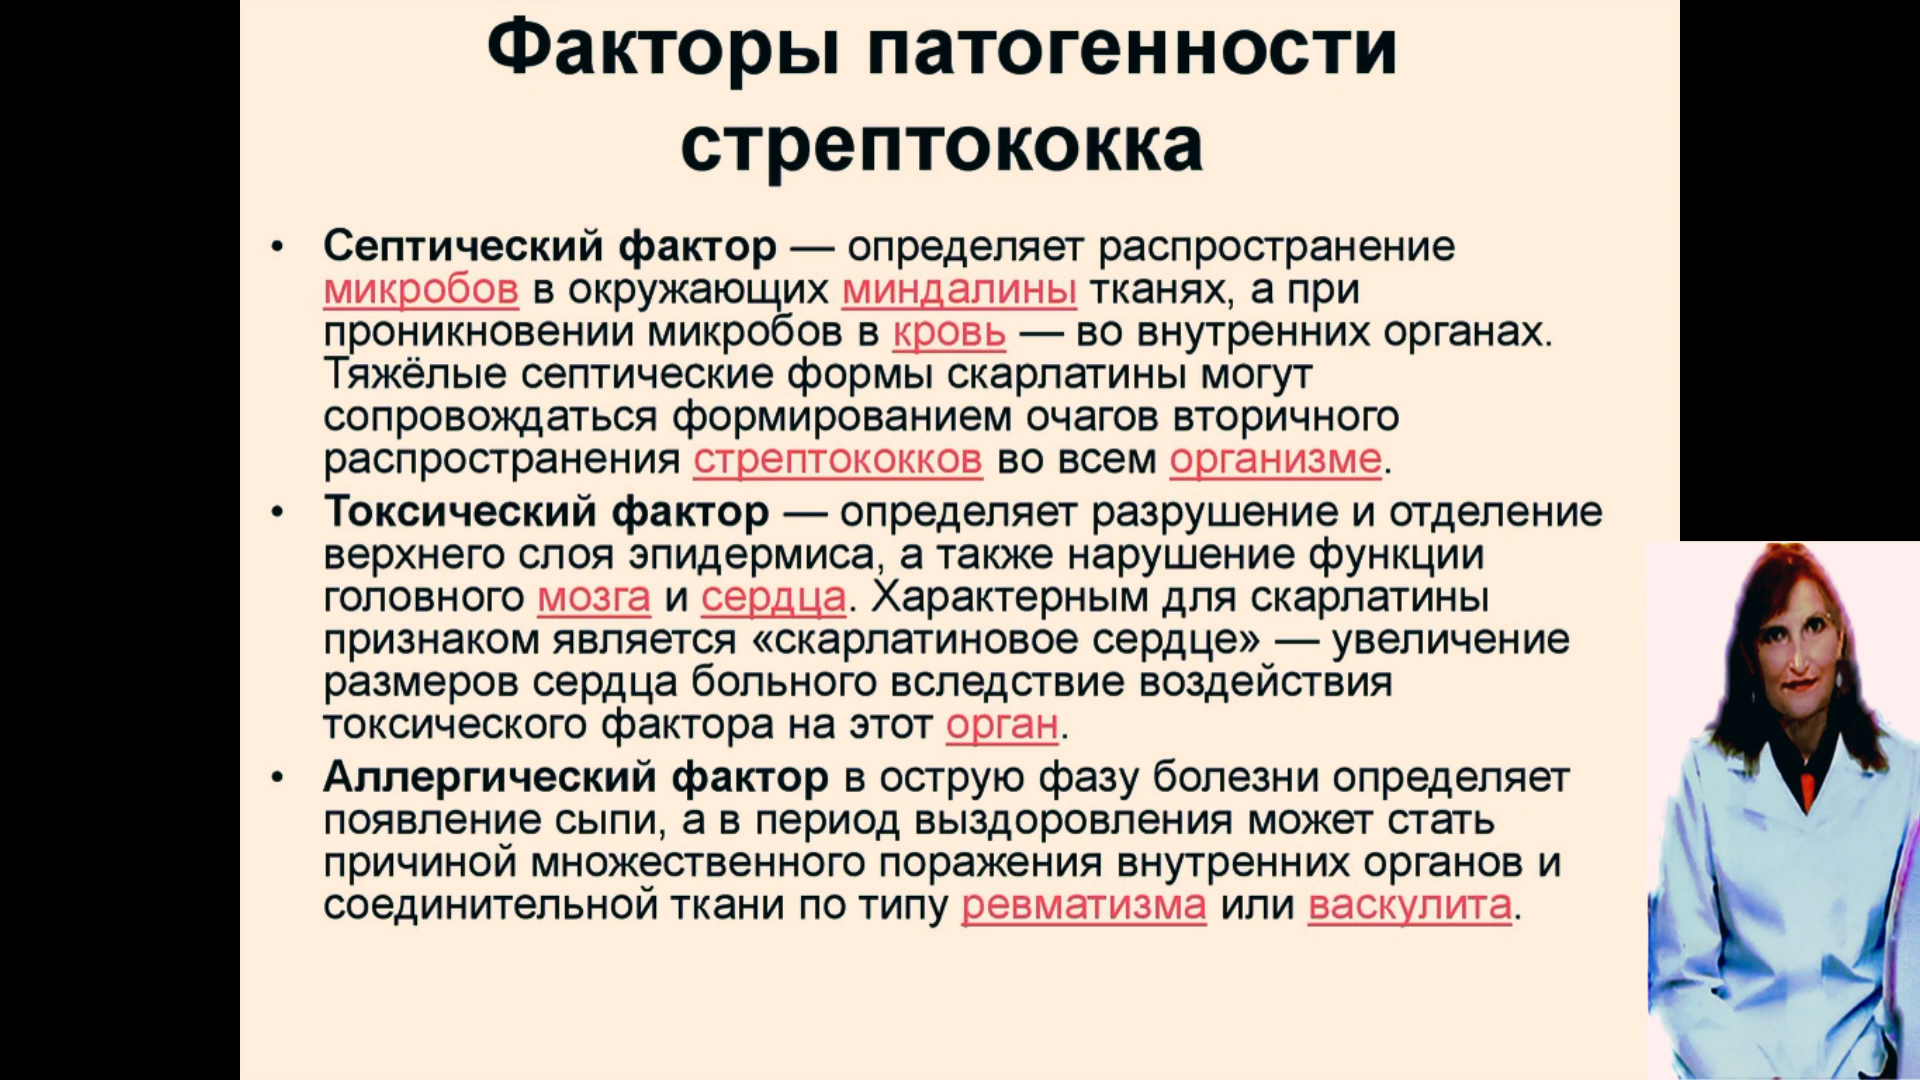 Факторы патогенности
стрептококка
• Септический фактор — определяет распространение
микробов в окружающих миндалины тканях, а при
проникновении микробов в кровь — во внутренних органах.
Тяжёлые септические формы скарлатины могут
сопровождаться формированием очагов вторичного
распространения стрептококков во всем организме.
• Токсический фактор — определяет разрушение и отделение
верхнего слоя эпидермиса, а также нарушение функции
головного мозга и сердца. Характерным для скарлатины
признаком является «скарлатиновое сердце» — увеличение
размеров сердца больного вследствие воздействия
токсического фактора на этот орган.
• Аллергический фактор в острую фазу болезни определяет
появление сыпи, а в период выздоровления может стать
причиной множественного поражения внутренних органов и
соединительной ткани по типу ревматизма или васкулита.